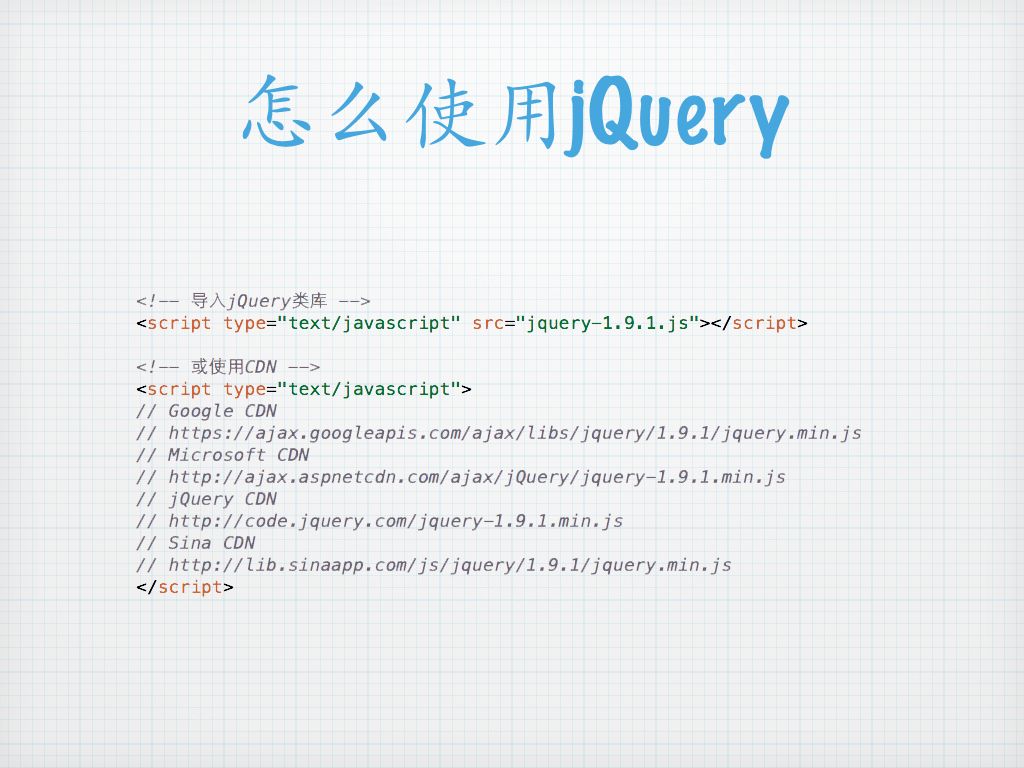 怎么使用jQuery
<!-- 导入jQuery类库 -->
<script type="text/javascript" src="jquery-1.9.1.js"></script>
<!-- 或使用CDN -->
<script type="text/javascript">
// Google CDN
// https://ajax.googleapis.com/ajax/libs/jquery/1.9.1/jquery.min.js
// Microsoft CDN
// http://ajax.aspnetcdn.com/ajax/jQuery/jquery-1.9.1.min.js
// jQuery CDN
// http://code.jquery.com/jquery-1.9.1.min.js
// Sina CDN
// http://lib.sinaapp.com/js/jquery/1.9.1/jquery.min.js
</script>